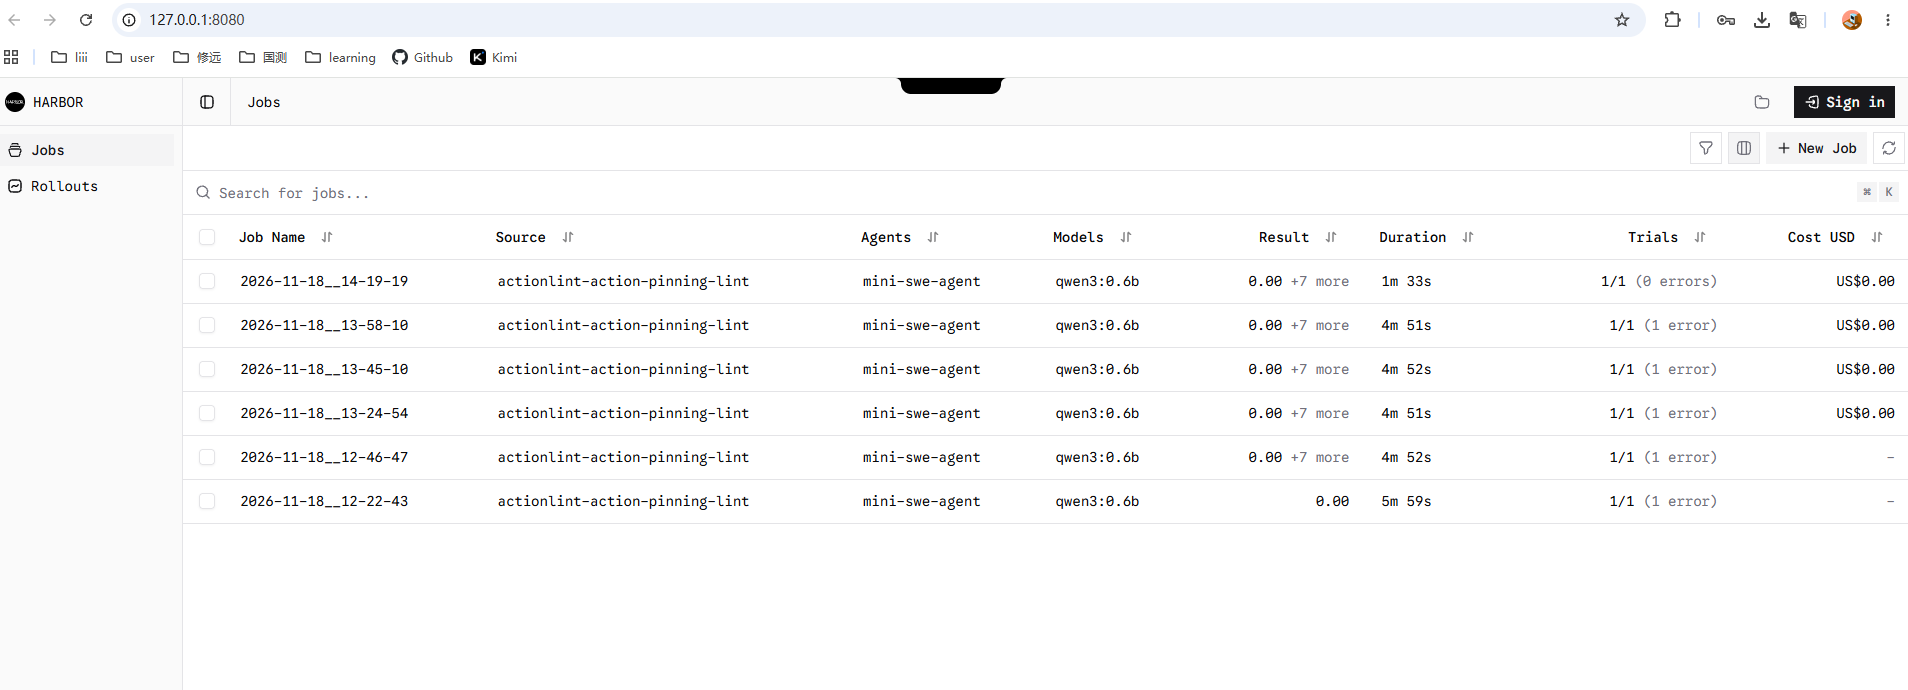 127.0.0.1:8080
liii user 修远 国测 learning Github Kimi
HARBOR Jobs Sign in
Jobs
New Job
Rollouts
Search for jobs... ⌘ K
Job Name Source Agents Models Result Duration Trials Cost USD
2026-11-18__14-19-19 actionlint-action-pinning-lint mini-swe-agent qwen3:0.6b 0.00 +7 more 1m 33s 1/1 (0 errors) US$0.00
2026-11-18__13-58-10 actionlint-action-pinning-lint mini-swe-agent qwen3:0.6b 0.00 +7 more 4m 51s 1/1 (1 error) US$0.00
2026-11-18__13-45-10 actionlint-action-pinning-lint mini-swe-agent qwen3:0.6b 0.00 +7 more 4m 52s 1/1 (1 error) US$0.00
2026-11-18__13-24-54 actionlint-action-pinning-lint mini-swe-agent qwen3:0.6b 0.00 +7 more 4m 51s 1/1 (1 error) US$0.00
2026-11-18__12-46-47 actionlint-action-pinning-lint mini-swe-agent qwen3:0.6b 0.00 +7 more 4m 52s 1/1 (1 error) -
2026-11-18__12-22-43 actionlint-action-pinning-lint mini-swe-agent qwen3:0.6b 0.00 5m 59s 1/1 (1 error) -